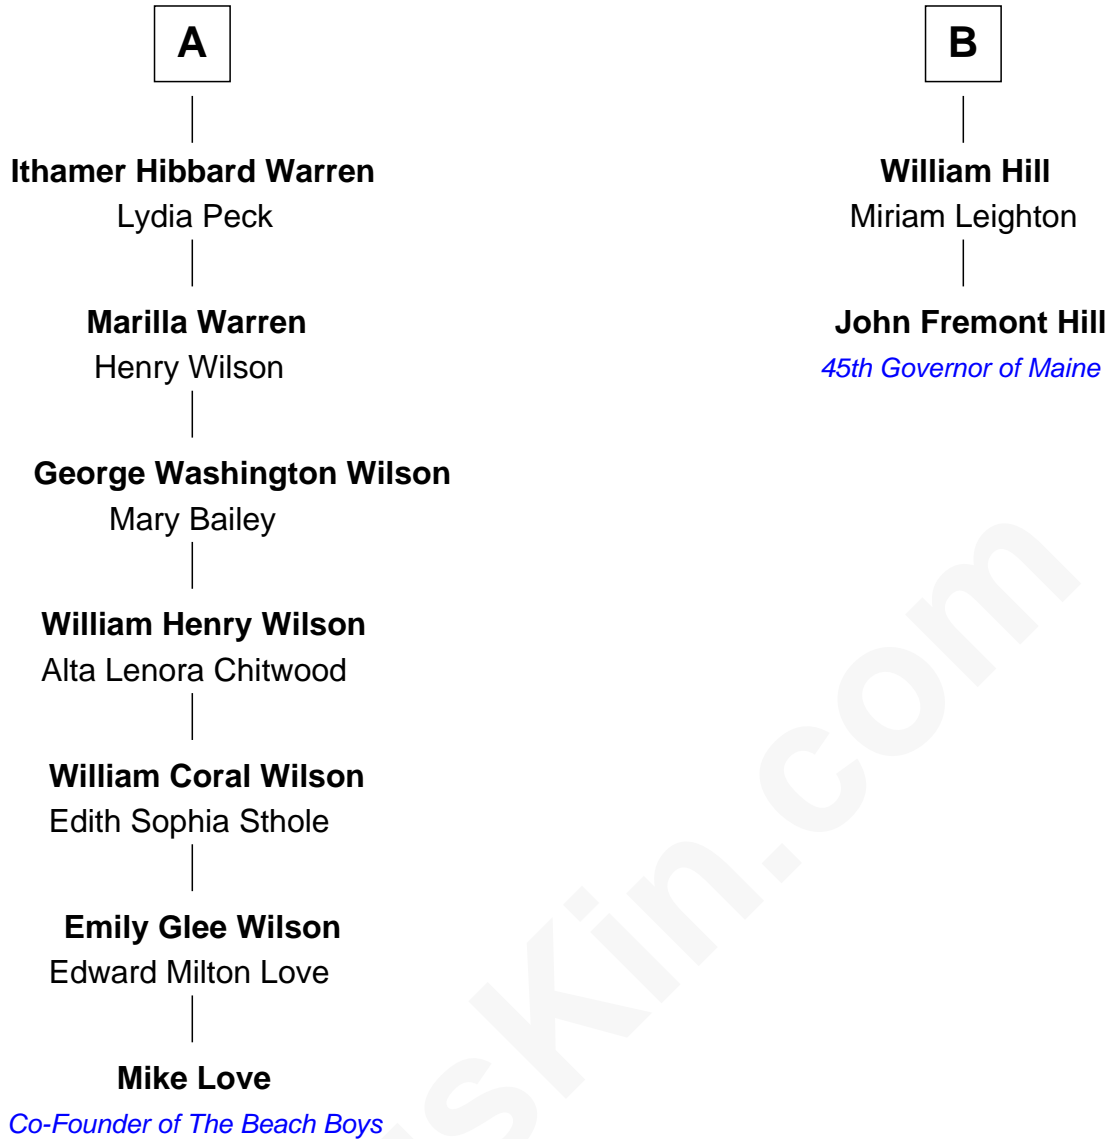 A
Ithamer Hibbard Warren
Lydia Peck
Marilla Warren
Henry Wilson
George Washington Wilson
Mary Bailey
William Henry Wilson
Alta Lenora Chitwood
William Coral Wilson
Edith Sophia Sthole
Emily Glee Wilson
Edward Milton Love
Mike Love
Co-Founder of The Beach Boys
B
William Hill
Miriam Leighton
John Fremont Hill
45th Governor of Maine
sKin.com